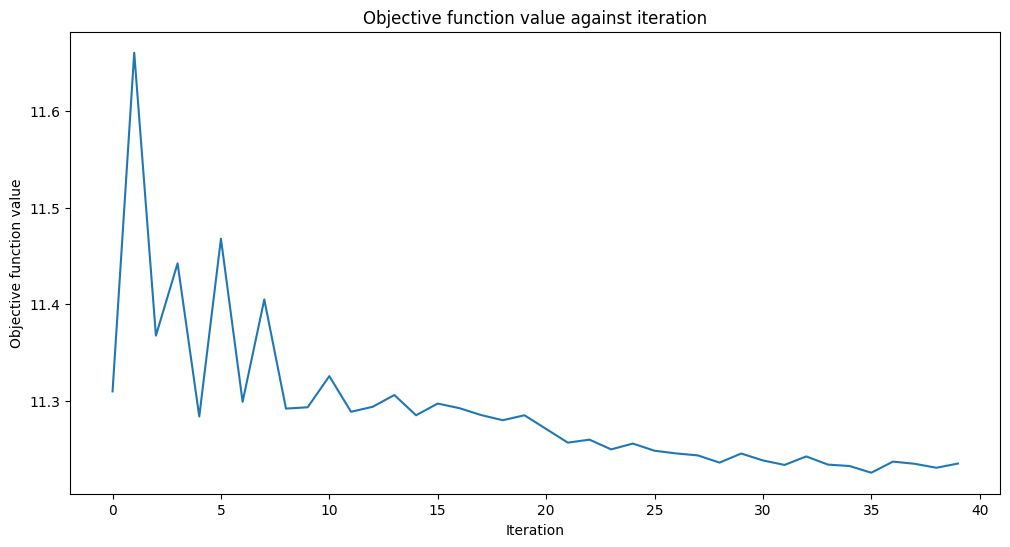 Objective function value against iteration
Objective function value
11.6
11.5
11.4
11.3
0 5 10 15 20 25 30 35 40
Iteration